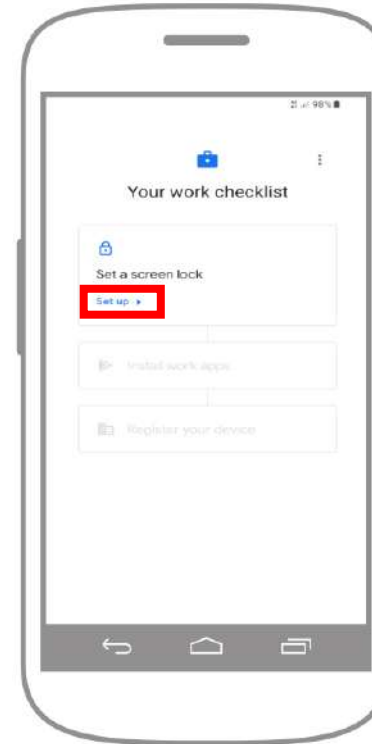 98%
Your work checklist
Set a screen lock
Set up
Install work apps
Register your device